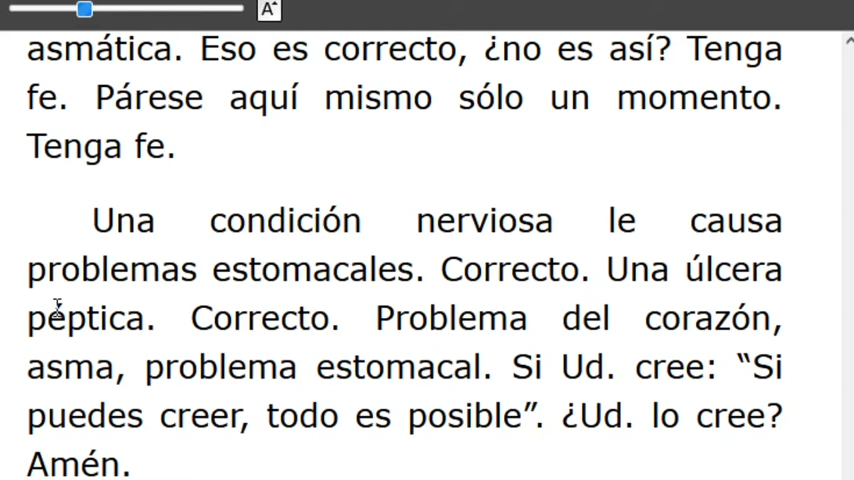 A
asmática. Eso es correcto, ¿no es así? Tenga
fe. Párese aquí mismo sólo un momento.
Tenga fe.
Una condición nerviosa le causa
problemas estomacales. Correcto. Una úlcera
péptica. Correcto. Problema del corazón,
asma, problema estomacal. Si Ud. cree: “Si
puedes creer, todo es posible”. ¿Ud. lo cree?
Amén.